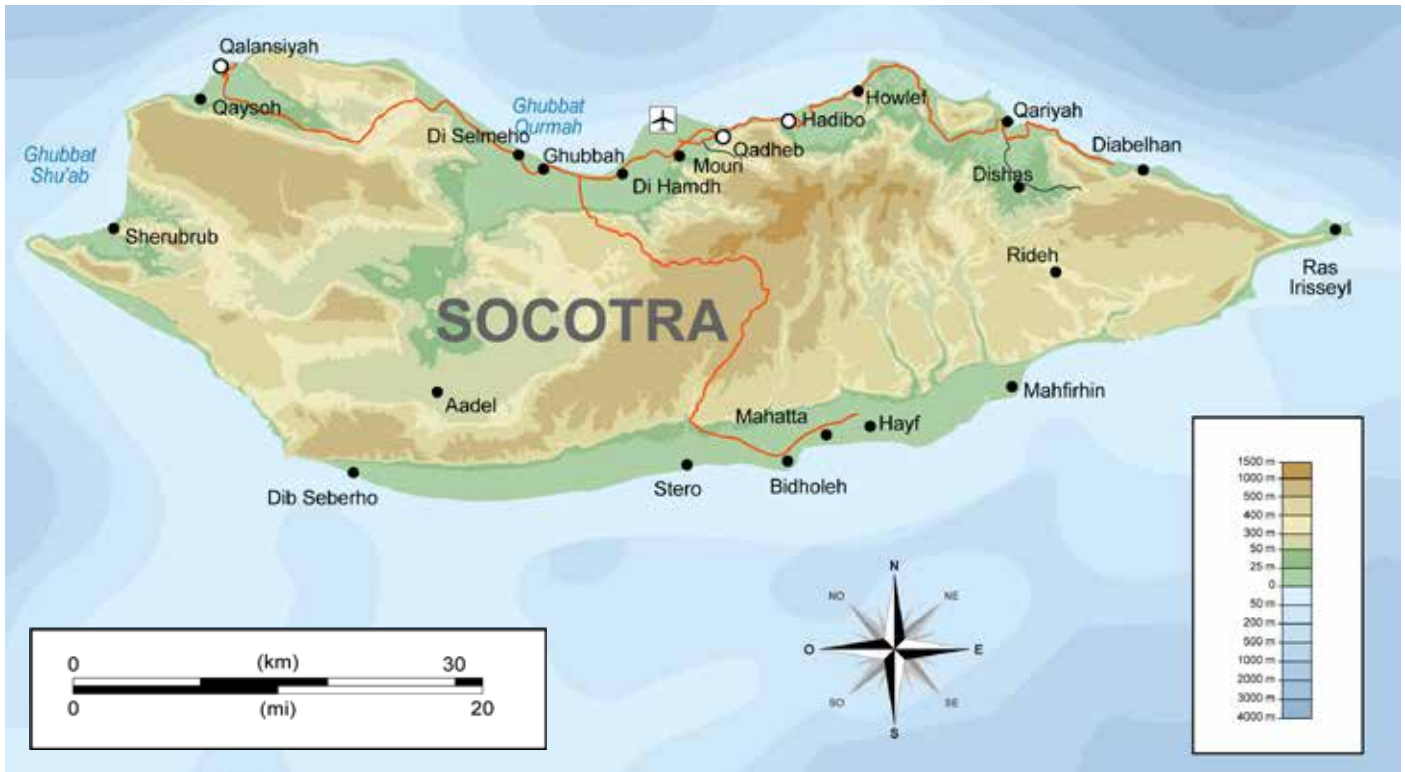 Qalansiyah
Qaysoh
Ghubbat
Shu'ab
Sherubrub
Di Selmeho
Ghubbat
Qurmah
Ghubbah
Di Hamdh
Mouri
Qadheb
Hadibo
Howlef
Qariyah
Diabelhan
Dishas
Rideh
Ras
Irisseyl
SOCOTRA
Aadel
Mahatta
Hayf
Mahfirhin
Dib Seberho
Stero
Bidholeh
0 (km) 30
0 (mi) 20
N
NO NE
O E
SO SE
S
1500 m
1000 m
500 m
400 m
300 m
50 m
25 m
0
50 m
200 m
500 m
1000 m
2000 m
3000 m
4000 m